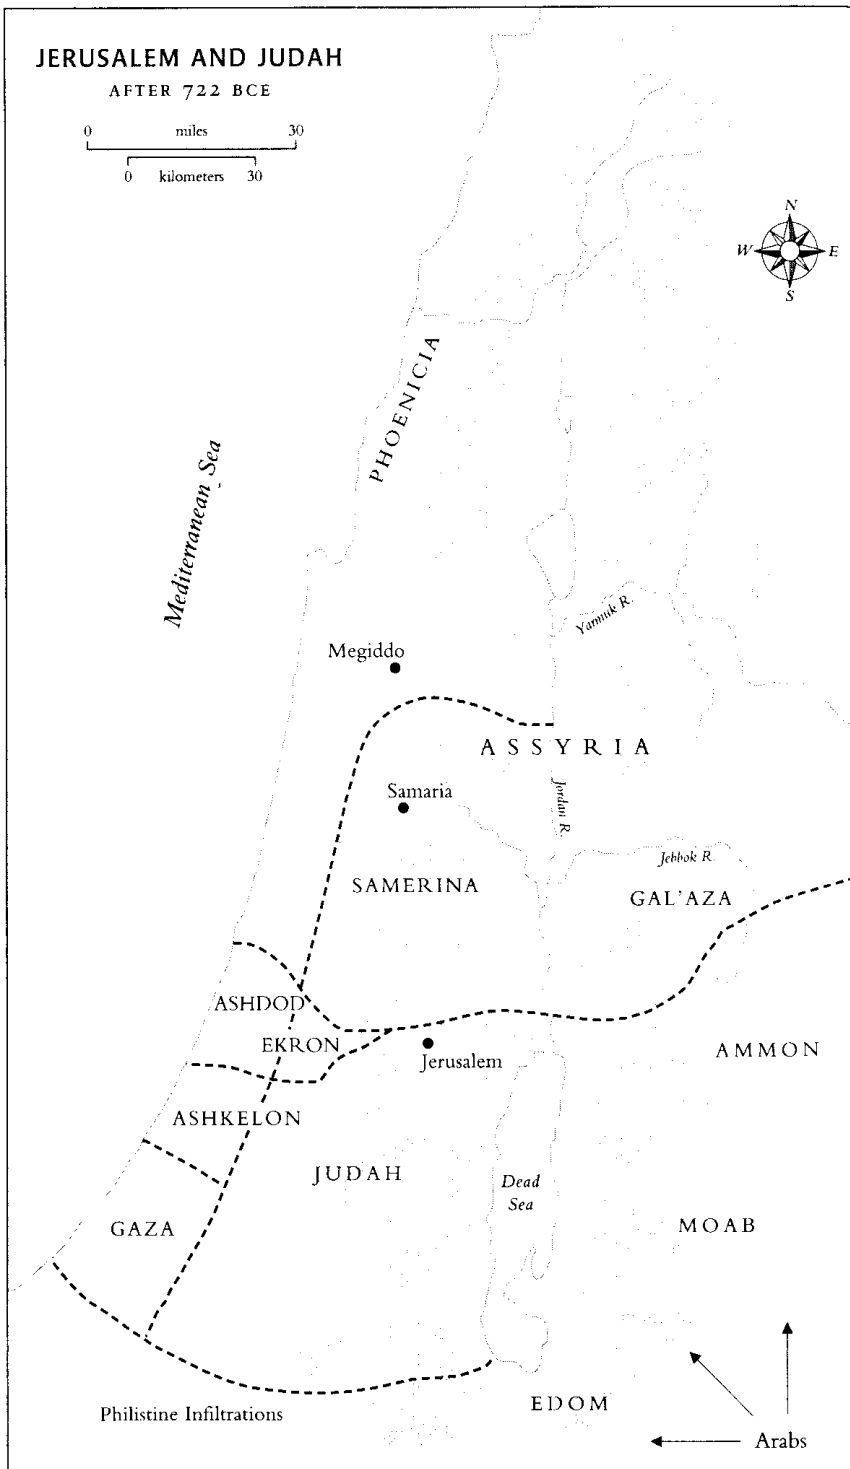 JERUSALEM AND JUDAH
AFTER 722 BCE
0 miles 30
0 kilometers 30
N
W E
S
PHOENICIA
Mediterranean Sea
Yarmuk R.
Megiddo
ASSYRIA
Samaria
Jordan R.
Jebbok R.
SAMERINA
GAL'AZA
ASHDOD
EKRON
Jerusalem
AMMON
ASHKELON
JUDAH
Dead
Sea
GAZA
MOAB
EDOM
Philistine Infiltrations
Arabs